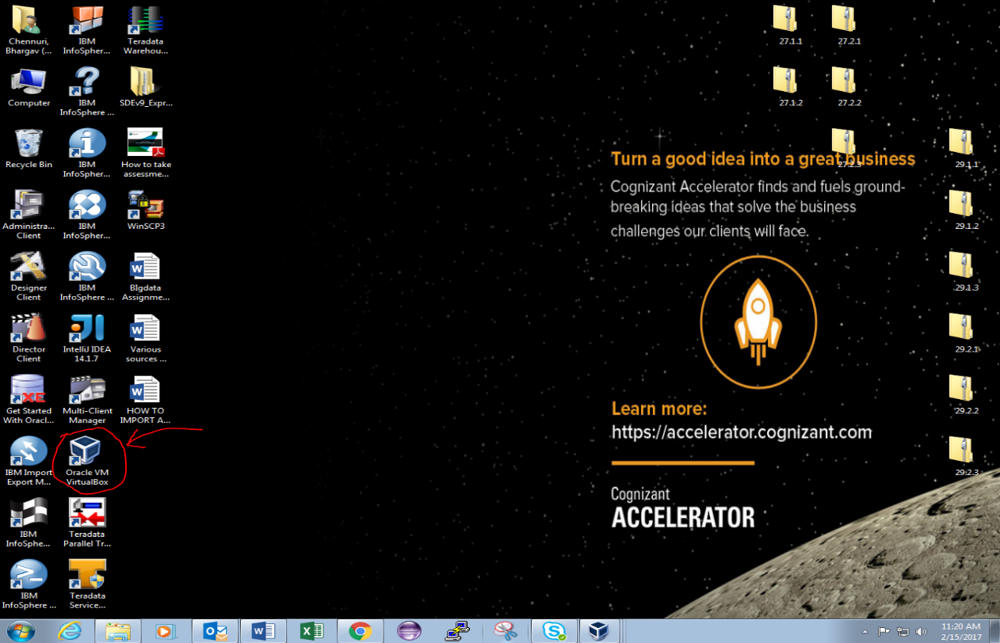 Chennuri,
Bhargav (...
IBM
InfoSpher...
Teradata
Warehou...
Computer
IBM
InfoSphere ...
SDEv9_Expr...
Recycle Bin
IBM
InfoSpher...
How to take
assessme...
Administra...
Client
IBM
InfoSpher...
WinSCP3
Designer
Client
IBM
InfoSphere ...
BIgdata
Assignme...
Director
Client
IntelliJ IDEA
14.1.7
Various
sources ...
XE
Get Started
With Oracl...
Multi-Client
Manager
HOW TO
IMPORT A...
IBM Import
Export M...
Oracle VM
VirtualBox
IBM
InfoSphe...
Teradata
Parallel Tr...
IBM
InfoSphere ...
Teradata
Service...
27.1.1
27.2.1
27.1.2
27.2.2
27.2.3
29.1.1
29.1.2
29.1.3
29.2.1
29.2.2
29.2.3
Turn a good idea into a great business
Cognizant Accelerator finds and fuels ground-
breaking ideas that solve the business
challenges our clients will face.
Learn more:
https://accelerator.cognizant.com
Cognizant
ACCELERATOR
11:20 AM
2/15/2017